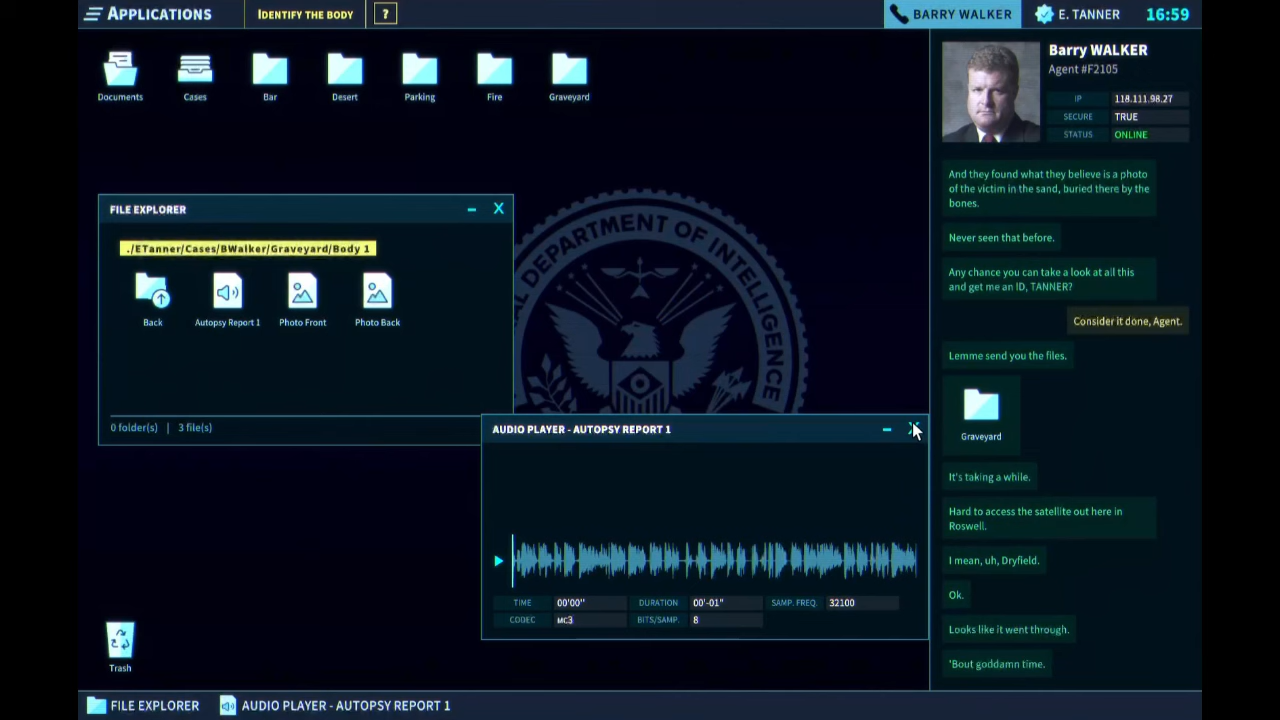 APPLICATIONS
IDENTIFY THE BODY
?
BARRY WALKER
E. TANNER
16:59
Documents
Cases
Bar
Desert
Parking
Fire
Graveyard
Barry WALKER
Agent #F2105
IP 118.111.98.27
SECURE TRUE
STATUS ONLINE
And they found what they believe is a photo
of the victim in the sand, buried there by the
bones.
Never seen that before.
Any chance you can take a look at all this
and get me an ID, TANNER?
Consider it done, Agent.
Lemme send you the files.
Graveyard
It's taking a while.
Hard to access the satellite out here in
Roswell.
I mean, uh, Dryfield.
Ok.
Looks like it went through.
'Bout goddamn time.
FILE EXPLORER
./ETanner/Cases/BWalker/Graveyard/Body 1
Back
Autopsy Report 1
Photo Front
Photo Back
0 folder(s) | 3 file(s)
DEPARTMENT OF INTELLIGENCE
AUDIO PLAYER - AUTOPSY REPORT 1
TIME 00'00" DURATION 00'-01" SAMP. FREQ. 32100
CODEC MC3 BITS/SAMP. 8
Trash
FILE EXPLORER
AUDIO PLAYER - AUTOPSY REPORT 1